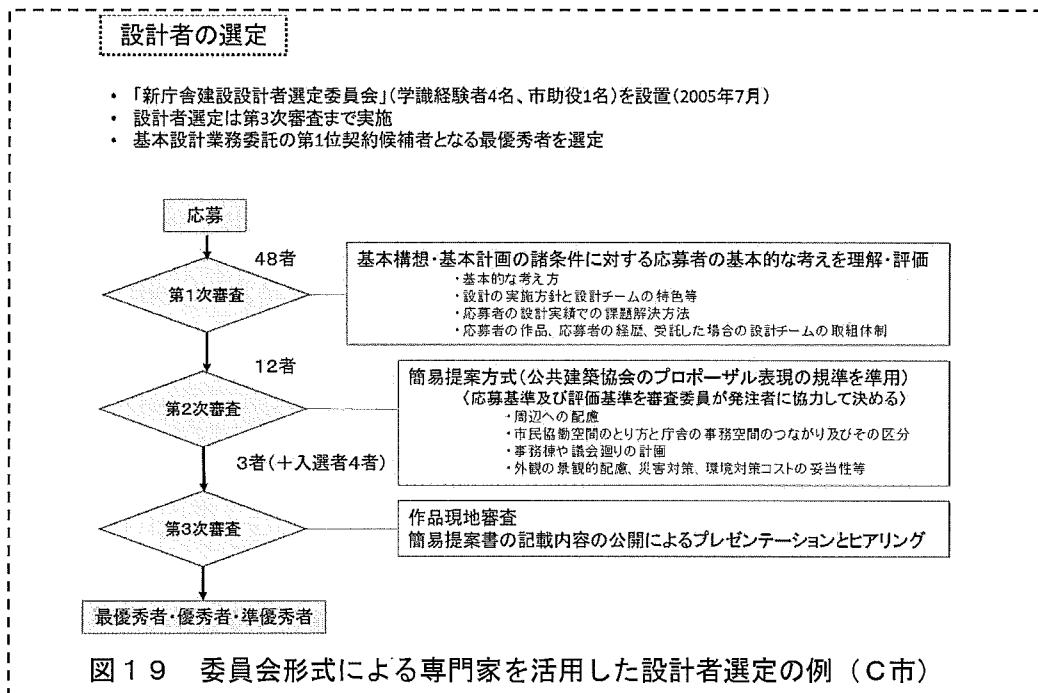 設計者の選定
・ 「新庁舎建設設計者選定委員会」(学識経験者4名、市助役1名)を設置(2005年7月)
・ 設計者選定は第3次審査まで実施
・ 基本設計業務委託の第1位契約候補者となる最優秀者を選定
応募
48者
第1次審査
基本構想・基本計画の諸条件に対する応募者の基本的な考えを理解・評価
・基本的な考え方
・設計の実施方針と設計チームの特色等
・応募者の設計実績での課題解決方法
・応募者の作品、応募者の経歴、受託した場合の設計チームの取組体制
12者
第2次審査
簡易提案方式(公共建築協会のプロポーザル表現の規準を準用)
〈応募基準及び評価基準を審査委員が発注者に協力して決める〉
・周辺への配慮
・市民協働空間のとり方と庁舎の事務空間のつながり及びその区分
・事務棟や議会廻りの計画
・外観の景観的配慮、災害対策、環境対策コストの妥当性等
3者(+入選者4者)
第3次審査
作品現地審査
簡易提案書の記載内容の公開によるプレゼンテーションとヒアリング
最優秀者・優秀者・準優秀者
図19 委員会形式による専門家を活用した設計者選定の例(C市)